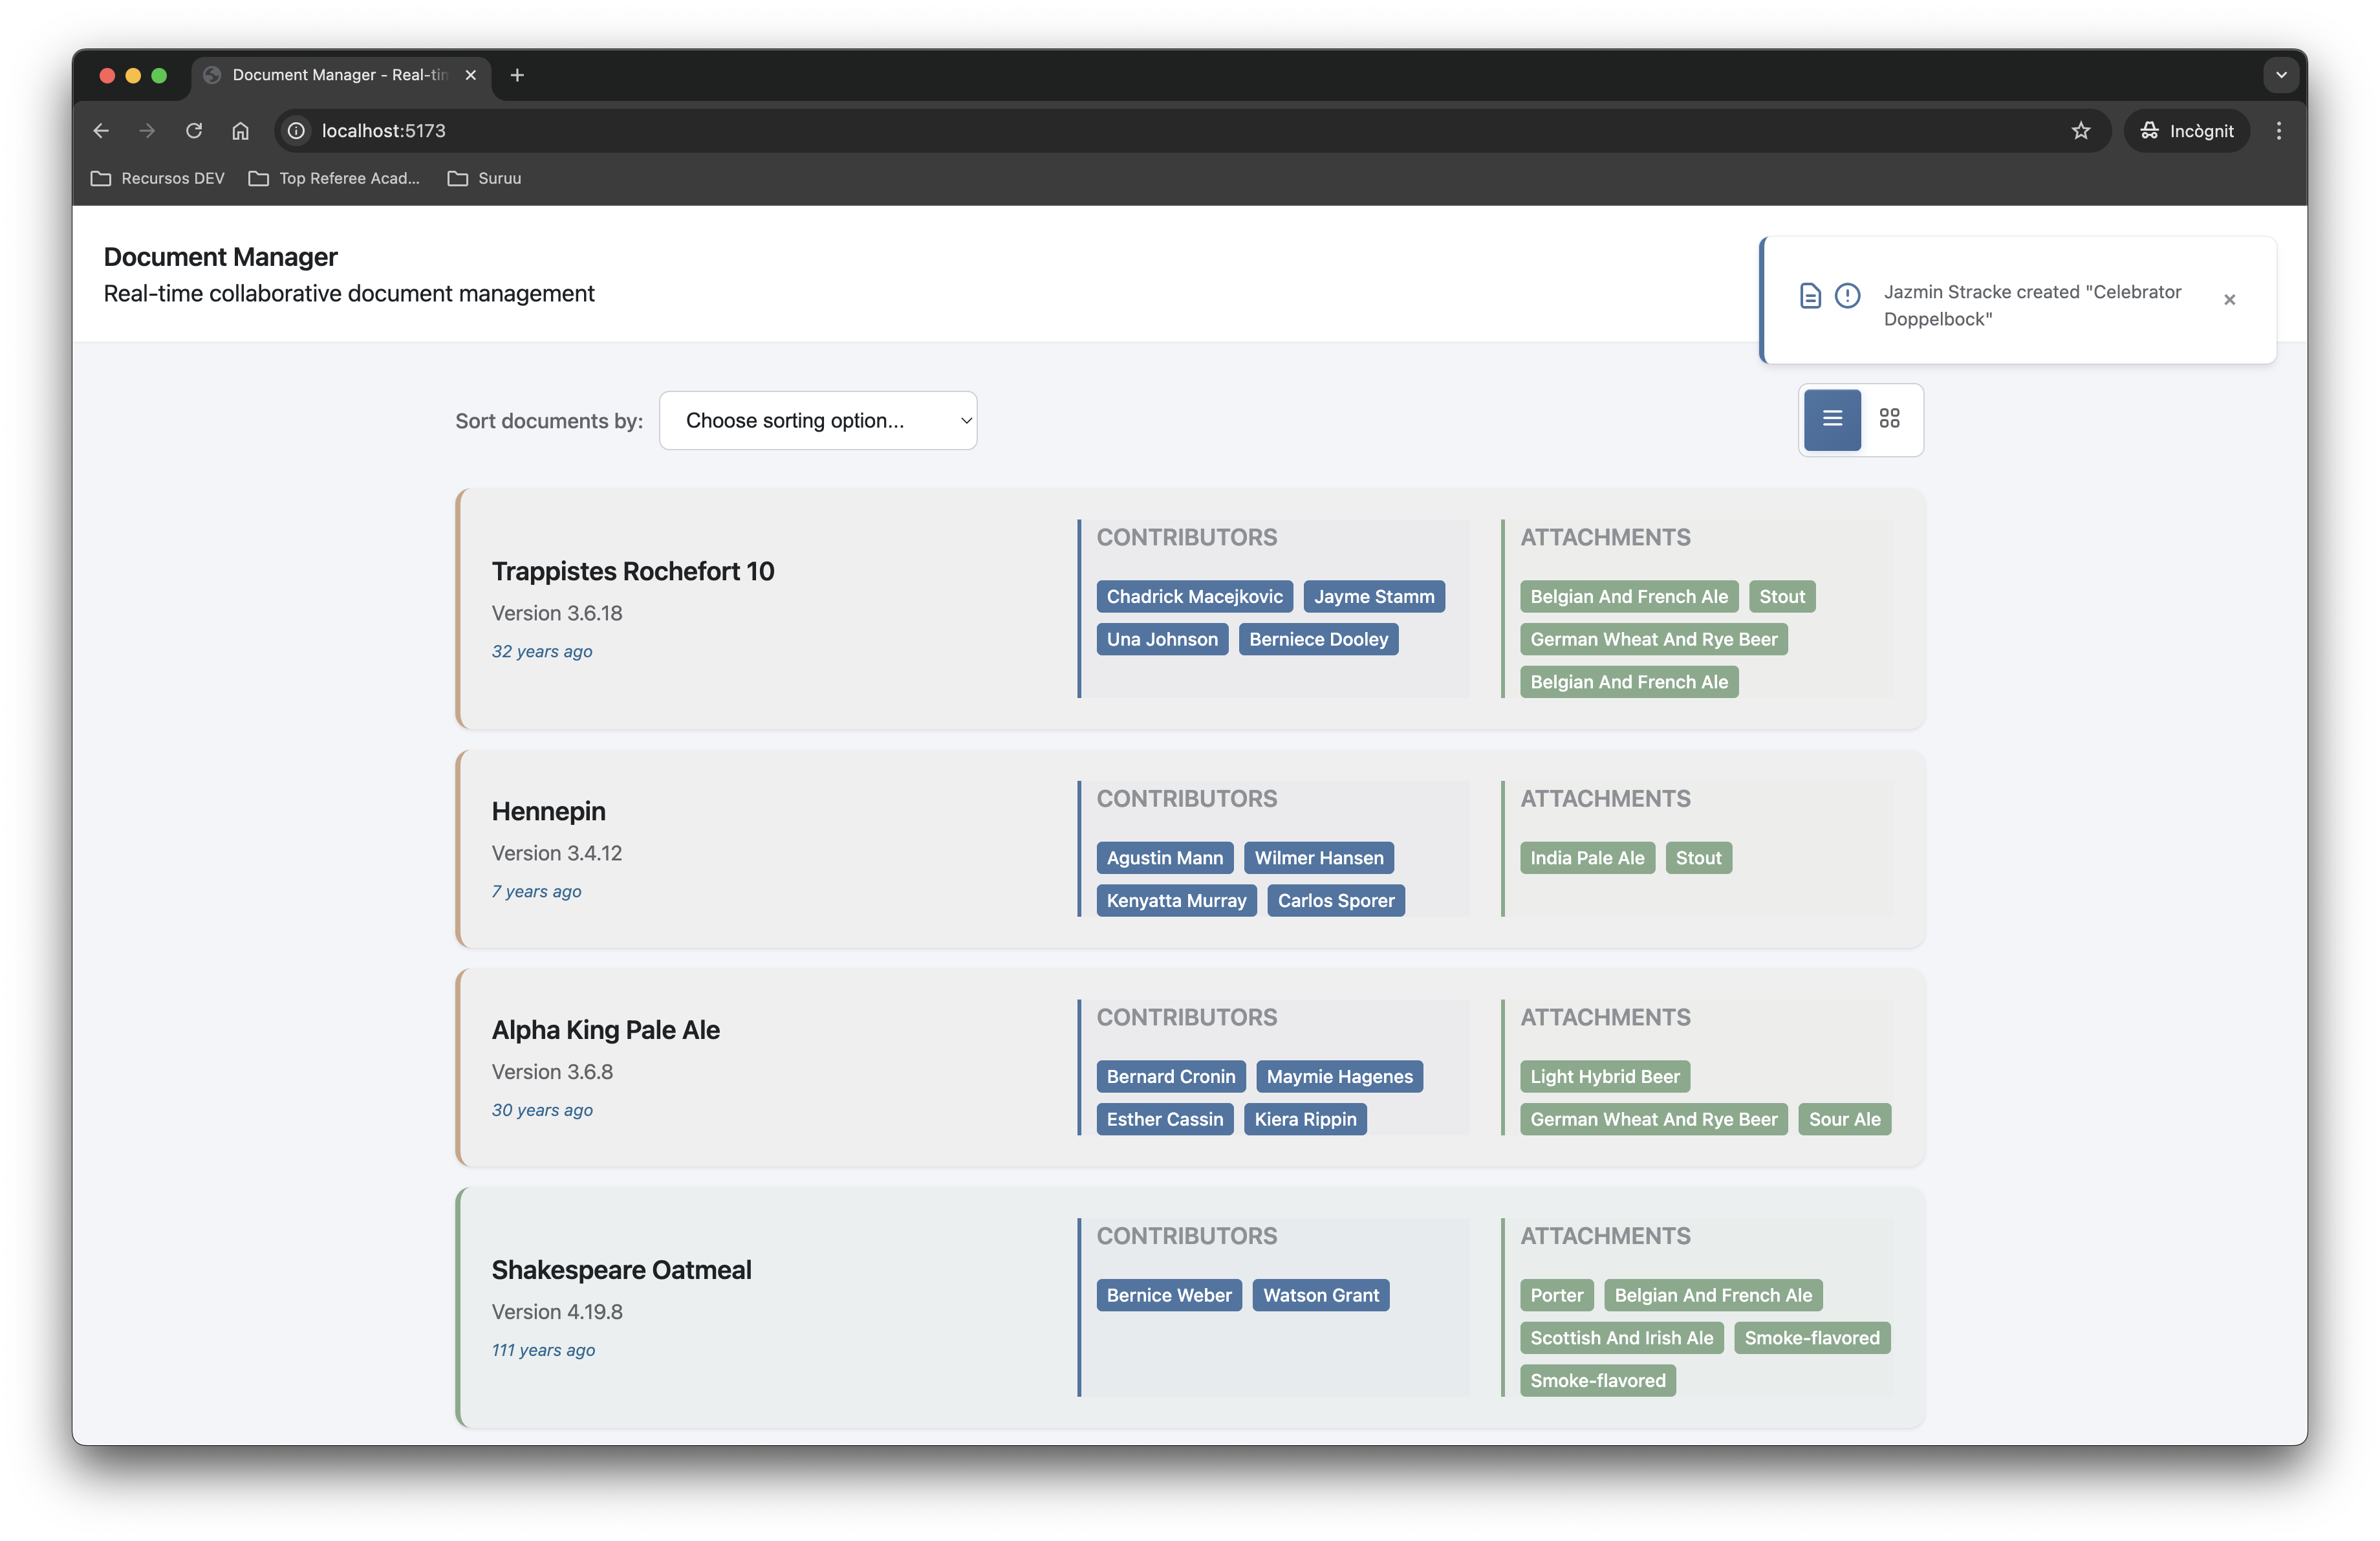 Document Manager - Real-tim
localhost:5173
Incògnit
Recursos DEV
Top Referee Acad...
Suruu
Document Manager
Real-time collaborative document management
Jazmin Stracke created "Celebrator
Doppelbock"
Sort documents by:
Choose sorting option...
Trappistes Rochefort 10
Version 3.6.18
32 years ago
CONTRIBUTORS
Chadrick Macejkovic
Jayme Stamm
Una Johnson
Berniece Dooley
ATTACHMENTS
Belgian And French Ale
Stout
German Wheat And Rye Beer
Belgian And French Ale
Hennepin
Version 3.4.12
7 years ago
CONTRIBUTORS
Agustin Mann
Wilmer Hansen
Kenyatta Murray
Carlos Sporer
ATTACHMENTS
India Pale Ale
Stout
Alpha King Pale Ale
Version 3.6.8
30 years ago
CONTRIBUTORS
Bernard Cronin
Maymie Hagenes
Esther Cassin
Kiera Rippin
ATTACHMENTS
Light Hybrid Beer
German Wheat And Rye Beer
Sour Ale
Shakespeare Oatmeal
Version 4.19.8
111 years ago
CONTRIBUTORS
Bernice Weber
Watson Grant
ATTACHMENTS
Porter
Belgian And French Ale
Scottish And Irish Ale
Smoke-flavored
Smoke-flavored